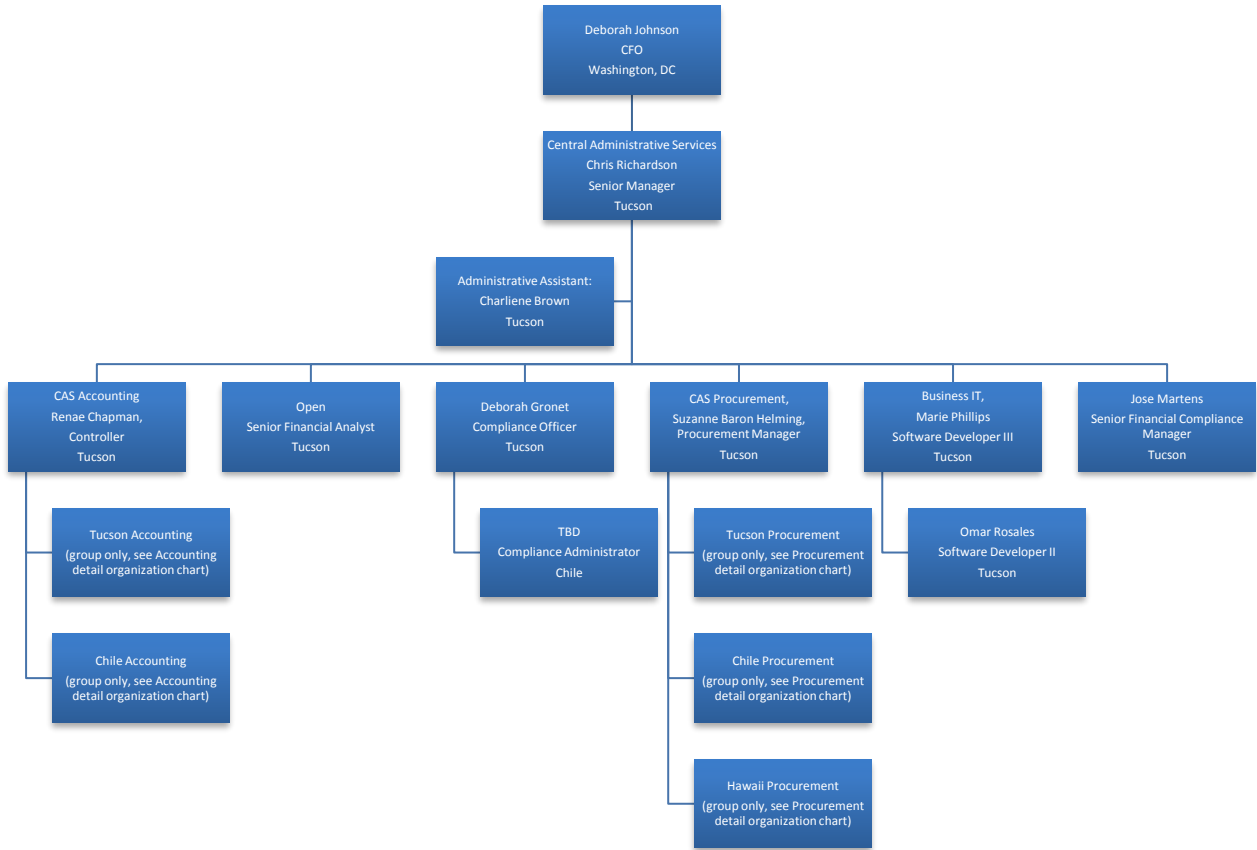 Deborah Johnson
CFO
Washington, DC
Central Administrative Services
Chris Richardson
Senior Manager
Tucson
Administrative Assistant:
Charliene Brown
Tucson
CAS Accounting
Renae Chapman,
Controller
Tucson
Open
Senior Financial Analyst
Tucson
Deborah Gronet
Compliance Officer
Tucson
CAS Procurement,
Suzanne Baron Helming,
Procurement Manager
Tucson
Business IT,
Marie Phillips
Software Developer III
Tucson
Jose Martens
Senior Financial Compliance
Manager
Tucson
Tucson Accounting
(group only, see Accounting
detail organization chart)
TBD
Compliance Administrator
Chile
Tucson Procurement
(group only, see Procurement
detail organization chart)
Omar Rosales
Software Developer II
Tucson
Chile Accounting
(group only, see Accounting
detail organization chart)
Chile Procurement
(group only, see Procurement
detail organization chart)
Hawaii Procurement
(group only, see Procurement
detail organization chart)